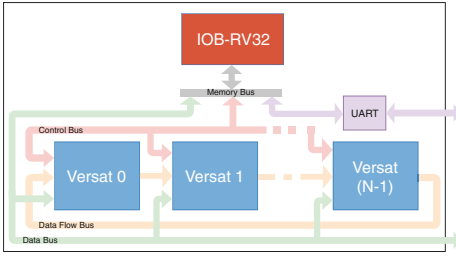 IOB-RV32
Memory Bus
UART
Control Bus
Versat 0
Versat 1
Versat
(N-1)
Data Flow Bus
Data Bus